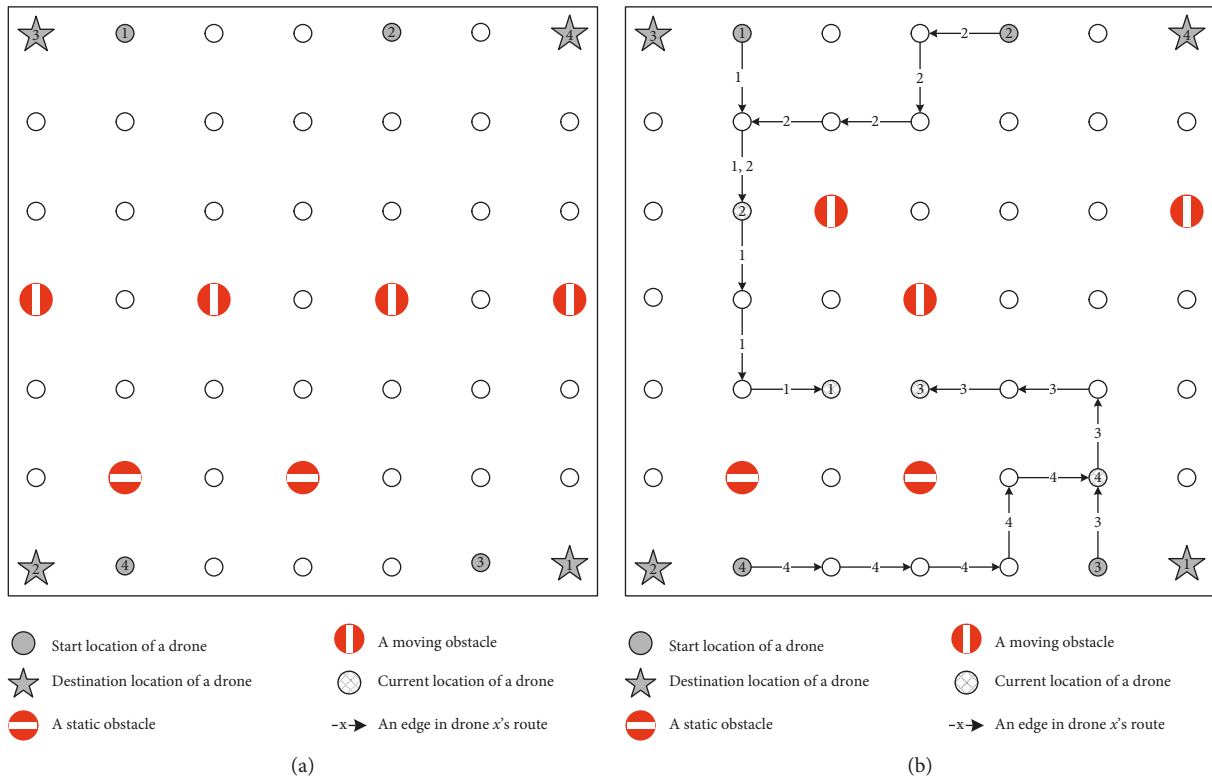 3 1 2 4
2 4 3 1
Start location of a drone
Destination location of a drone
A static obstacle
A moving obstacle
Current location of a drone
-x- An edge in drone x's route
(a)
3 1 2 2 4
1 2
2 2
1, 2
2
1
1
1 1 3 3 3
3
4 4
4 3
2 4 4 4 4 3 1
Start location of a drone
Destination location of a drone
A static obstacle
A moving obstacle
Current location of a drone
-x- An edge in drone x's route
(b)